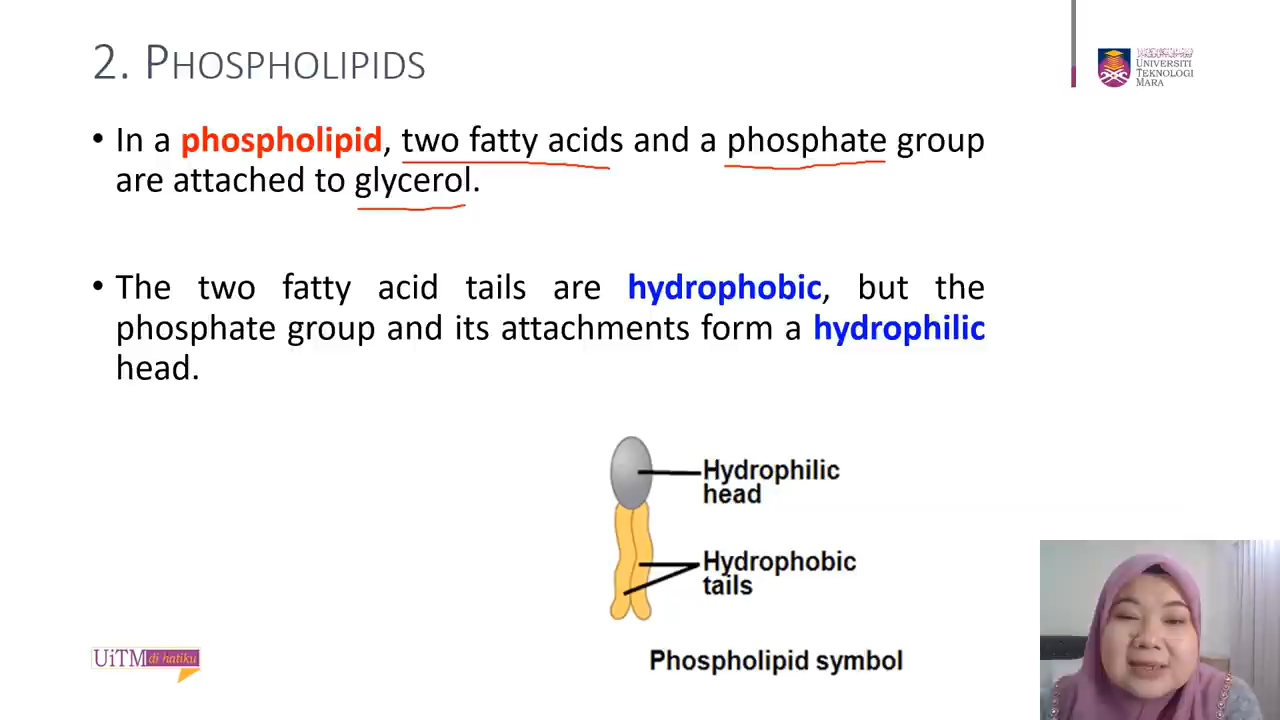 2. PHOSPHOLIPIDS
UNIVERSITI
TEKNOLOGI
MARA
• In a phospholipid, two fatty acids and a phosphate group
are attached to glycerol.
• The two fatty acid tails are hydrophobic, but the
phosphate group and its attachments form a hydrophilic
head.
Hydrophilic
head
Hydrophobic
tails
Phospholipid symbol
UiTM di hatiku